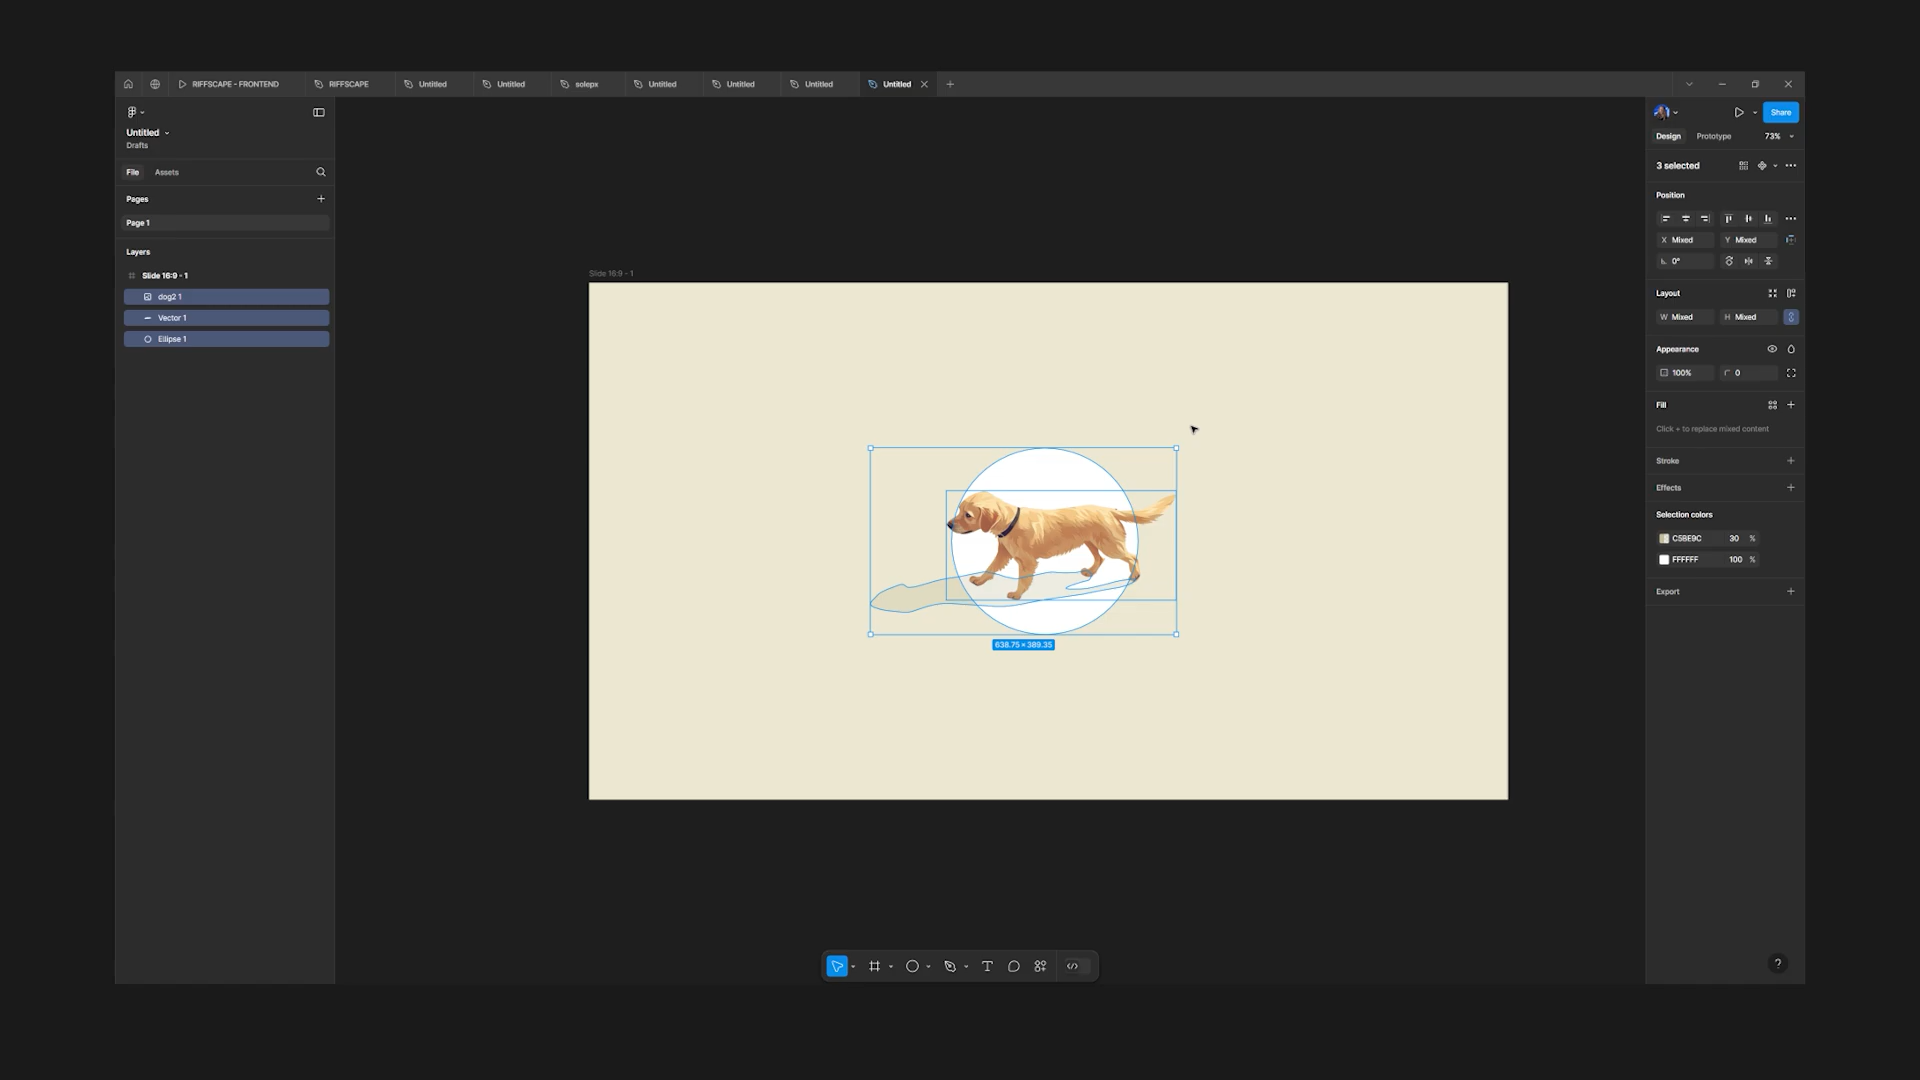 RIFFSCAPE - FRONTEND
RIFFSCAPE
Untitled
Untitled
solepx
Untitled
Untitled
Untitled
Untitled
Untitled
Drafts
File
Assets
Pages
Page 1
Layers
Slide 16:9 - 1
dog2 1
Vector 1
Ellipse 1
Slide 16:9 - 1
638.75 × 389.35
Share
Design
Prototype
73%
3 selected
Position
X Mixed
Y Mixed
0°
Layout
W Mixed
H Mixed
Appearance
100%
0
Fill
Click + to replace mixed content
Stroke
Effects
Selection colors
C5BE9C 30 %
FFFFFF 100 %
Export
?